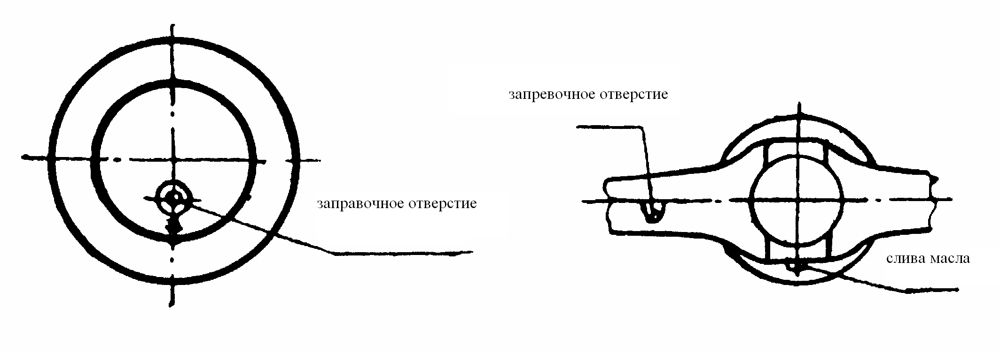 запревочное отверстие
заправочное отверстие
слива масла